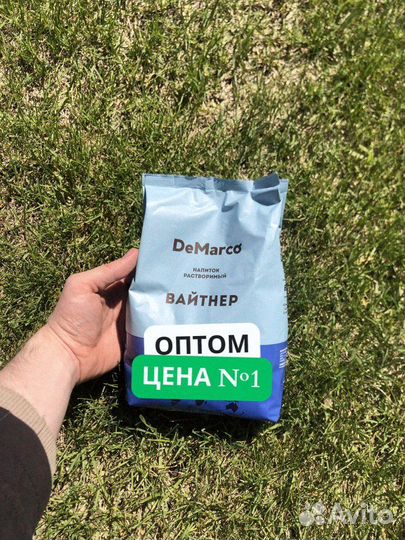 DeMarco
НАПИТОК
РАСТВОРИМЫЙ
ВАЙТНЕР
ОПТОМ
ЦЕНА №1
Avito